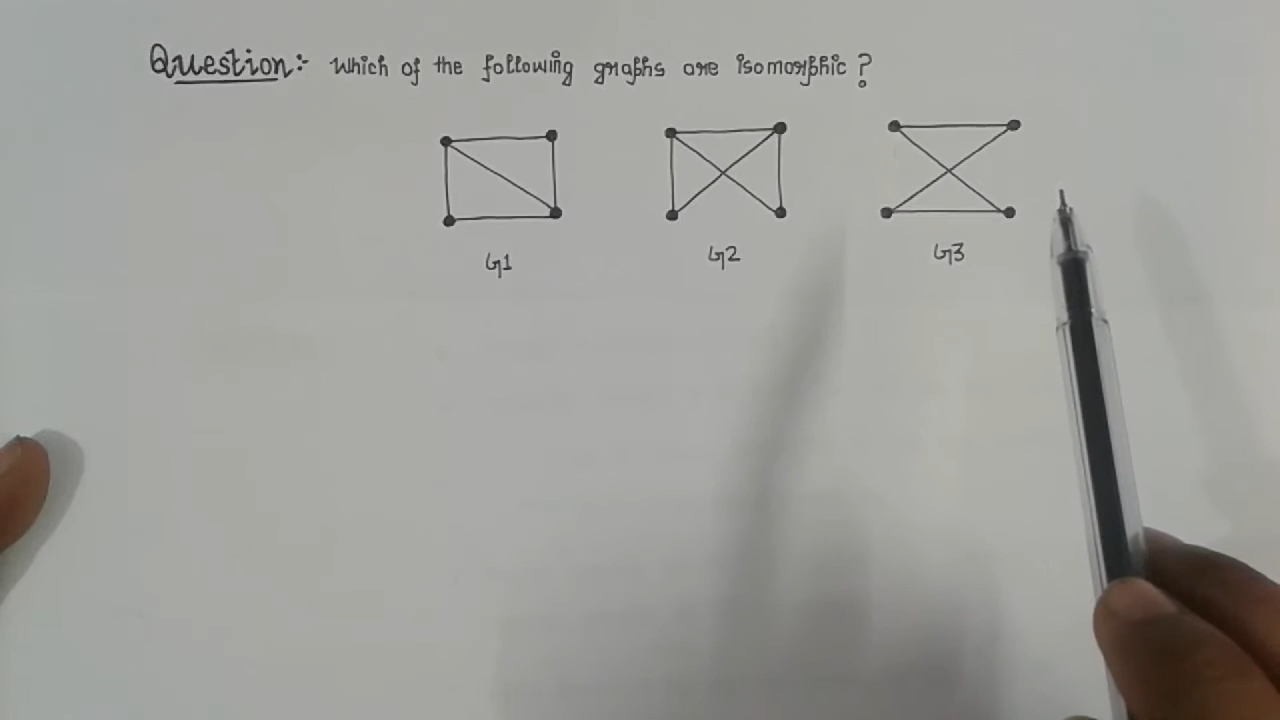 Question:- Which of the following graphs are isomorphic ?
G1 G2 G3